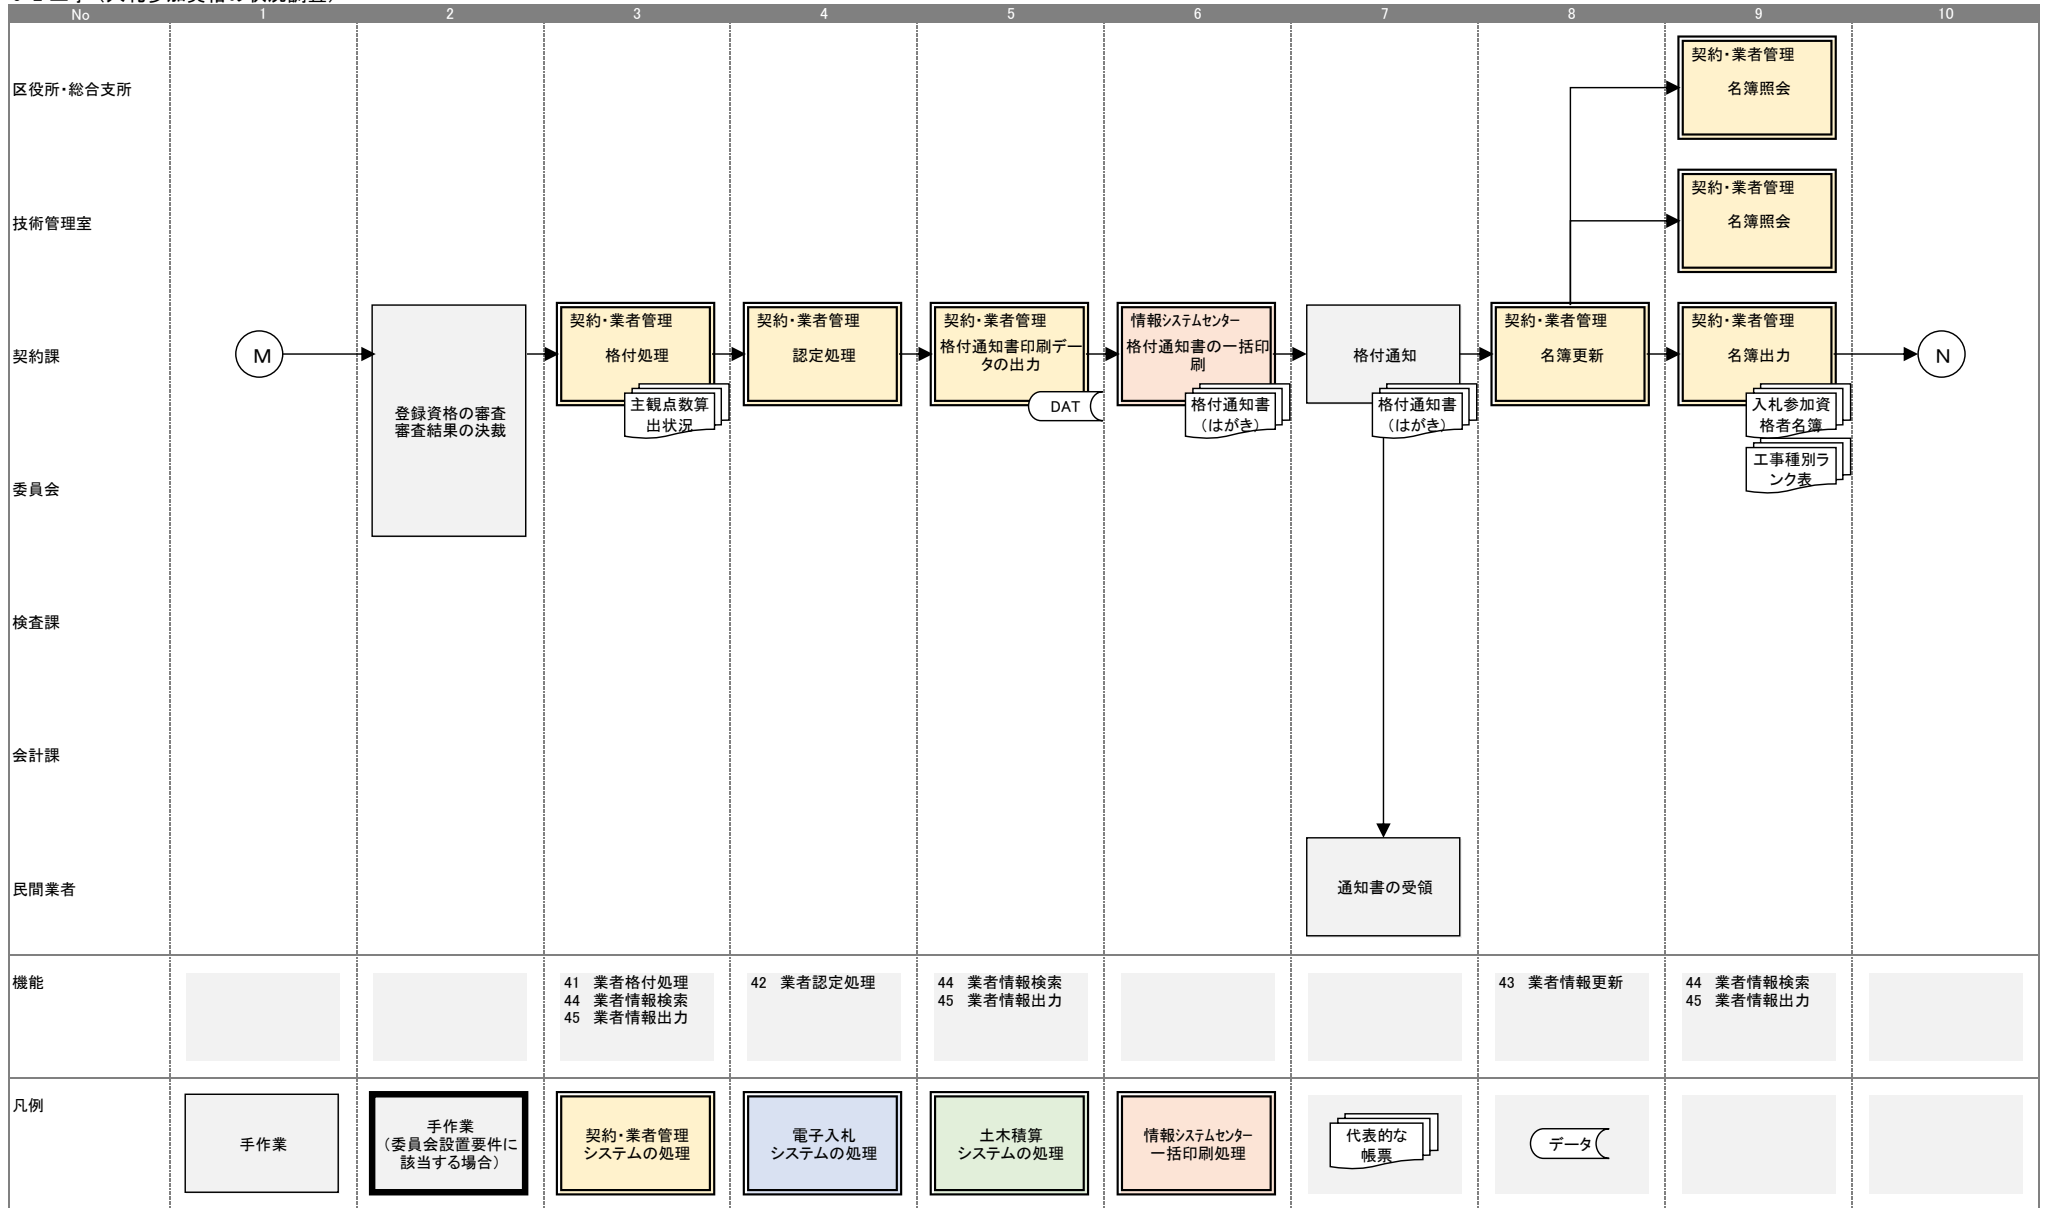 No 1 2 3 4 5 6 7 8 9 10
区役所・総合支所
契約・業者管理
名簿照会
技術管理室
契約・業者管理
名簿照会
契約課
M
登録資格の審査
審査結果の決裁
契約・業者管理
格付処理
主観点数算
出状況
契約・業者管理
認定処理
契約・業者管理
格付通知書印刷デー
タの出力
DAT
情報システムセンター
格付通知書の一括印
刷
格付通知書
（はがき）
格付通知
格付通知書
（はがき）
契約・業者管理
名簿更新
契約・業者管理
名簿出力
入札参加資
格者名簿
工事種別ラ
ンク表
N
委員会
検査課
会計課
民間業者
通知書の受領
機能
41 業者格付処理
44 業者情報検索
45 業者情報出力
42 業者認定処理
44 業者情報検索
45 業者情報出力
43 業者情報更新
44 業者情報検索
45 業者情報出力
凡例
手作業
手作業
（委員会設置要件に
該当する場合）
契約・業者管理
システムの処理
電子入札
システムの処理
土木積算
システムの処理
情報システムセンター
一括印刷処理
代表的な
帳票
データ